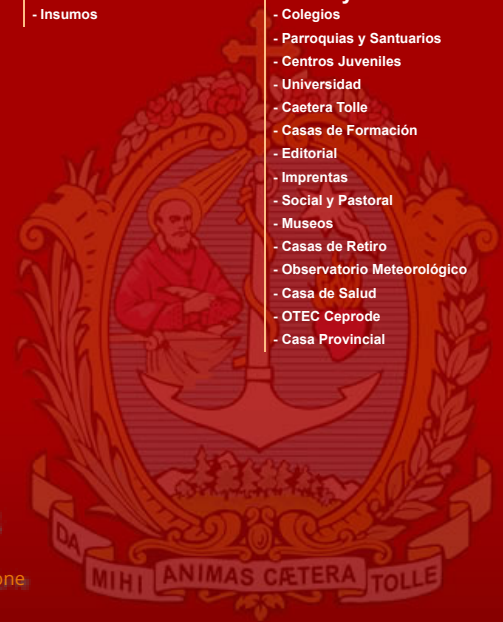 - Insumos
- Colegios
- Parroquias y Santuarios
- Centros Juveniles
- Universidad
- Caetera Tolle
- Casas de Formación
- Editorial
- Imprentas
- Social y Pastoral
- Museos
- Casas de Retiro
- Observatorio Meteorológico
- Casa de Salud
- OTEC Ceprode
- Casa Provincial
DA MIHI ANIMAS CÆTERA TOLLE